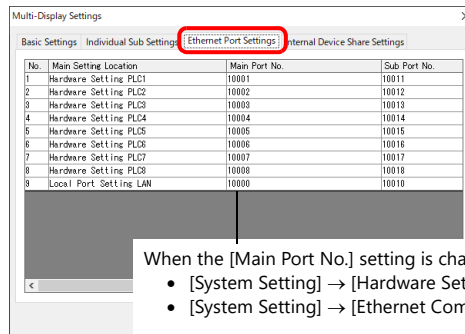 Multi-Display Settings
Basic Settings Individual Sub Settings Ethernet Port Settings Internal Device Share Settings
No. Main Setting Location Main Port No. Sub Port No.
1 Hardware Setting PLC1 10001 10011
2 Hardware Setting PLC2 10002 10012
3 Hardware Setting PLC3 10003 10013
4 Hardware Setting PLC4 10004 10014
5 Hardware Setting PLC5 10005 10015
6 Hardware Setting PLC6 10006 10016
7 Hardware Setting PLC7 10007 10017
8 Hardware Setting PLC8 10008 10018
9 Local Port Setting LAN 10000 10010
When the [Main Port No.] setting is cha
• [System Setting] → [Hardware Set
• [System Setting] → [Ethernet Com